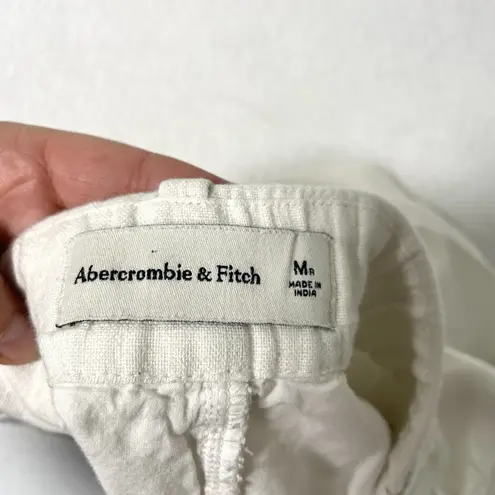 Abercrombie & Fitch
MR
MADE IN
INDIA